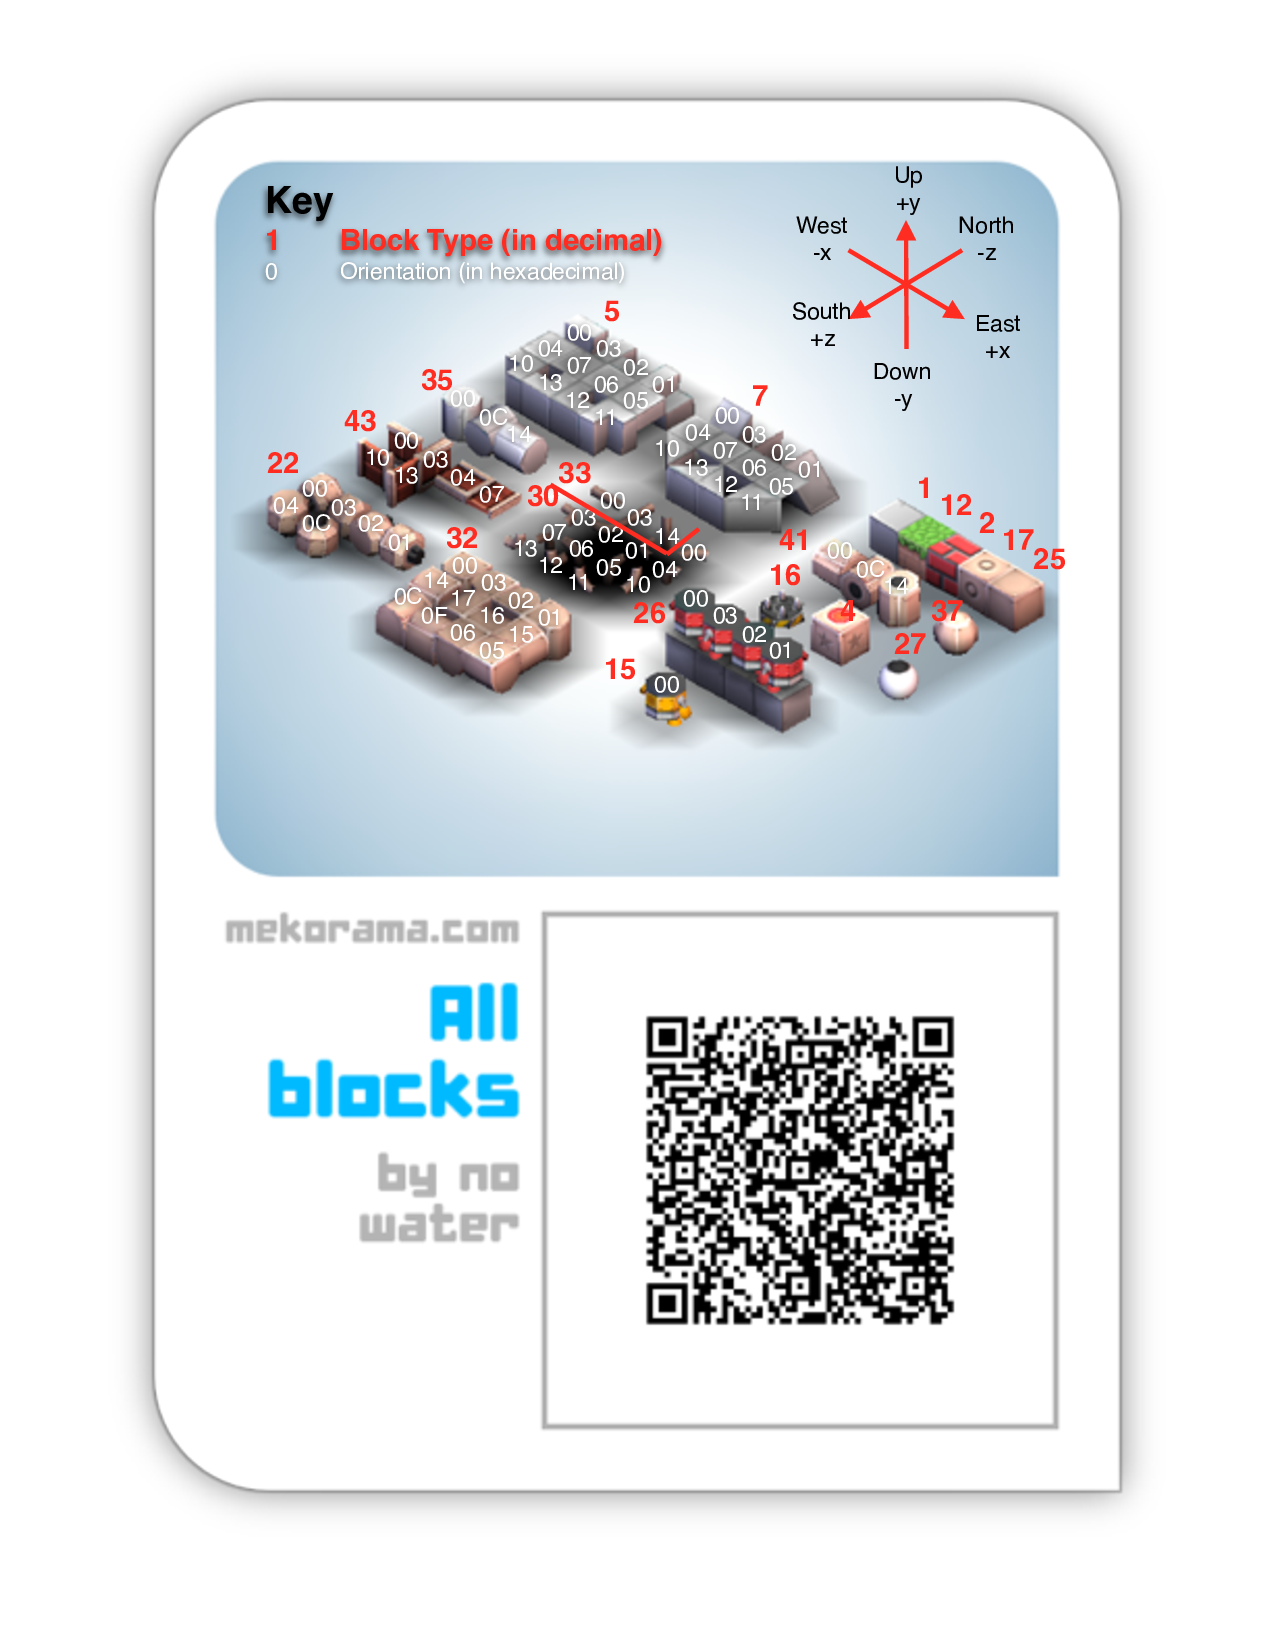 Key
1 Block Type (in decimal)
0 Orientation (in hexadecimal)
Up
+y
West
-x
North
-z
South
+z
East
+x
Down
-y
5
00
04 03
10 07 02
13 06 01
12 05
11
7
00
04 03
10 07 02
13 06 01
12 05
11
35
00
0C
14
43
00
10 03
13 04
07
22
00
04 03
0C 02
01
33
30
00
03 03
07 02 14
13 06 01 00
12 05 04
11 10
32
00
14 03
0C 17 02
0F 16 01
06 15
05
1
12
2
17
25
41
00
0C
14
16
4
37
27
26
00
03
02
01
15
00
mekorama.com
All
blocks
by no
water